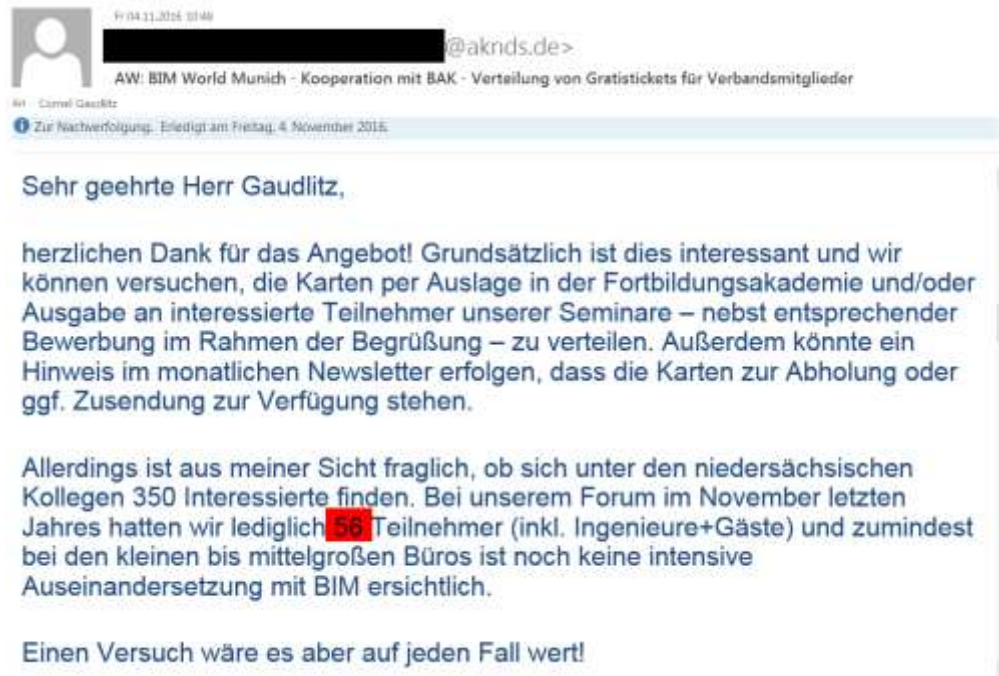 Fr 04.11.2016 10:48
@aknds.de>
AW: BIM World Munich - Kooperation mit BAK - Verteilung von Gratistickets für Verbandsmitglieder
An Cornel Gaudlitz
Zur Nachverfolgung. Erledigt am Freitag, 4. November 2016.
Sehr geehrte Herr Gaudlitz,
herzlichen Dank für das Angebot! Grundsätzlich ist dies interessant und wir
können versuchen, die Karten per Auslage in der Fortbildungsakademie und/oder
Ausgabe an interessierte Teilnehmer unserer Seminare – nebst entsprechender
Bewerbung im Rahmen der Begrüßung – zu verteilen. Außerdem könnte ein
Hinweis im monatlichen Newsletter erfolgen, dass die Karten zur Abholung oder
ggf. Zusendung zur Verfügung stehen.
Allerdings ist aus meiner Sicht fraglich, ob sich unter den niedersächsischen
Kollegen 350 Interessierte finden. Bei unserem Forum im November letzten
Jahres hatten wir lediglich 56 Teilnehmer (inkl. Ingenieure+Gäste) und zumindest
bei den kleinen bis mittelgroßen Büros ist noch keine intensive
Auseinandersetzung mit BIM ersichtlich.
Einen Versuch wäre es aber auf jeden Fall wert!